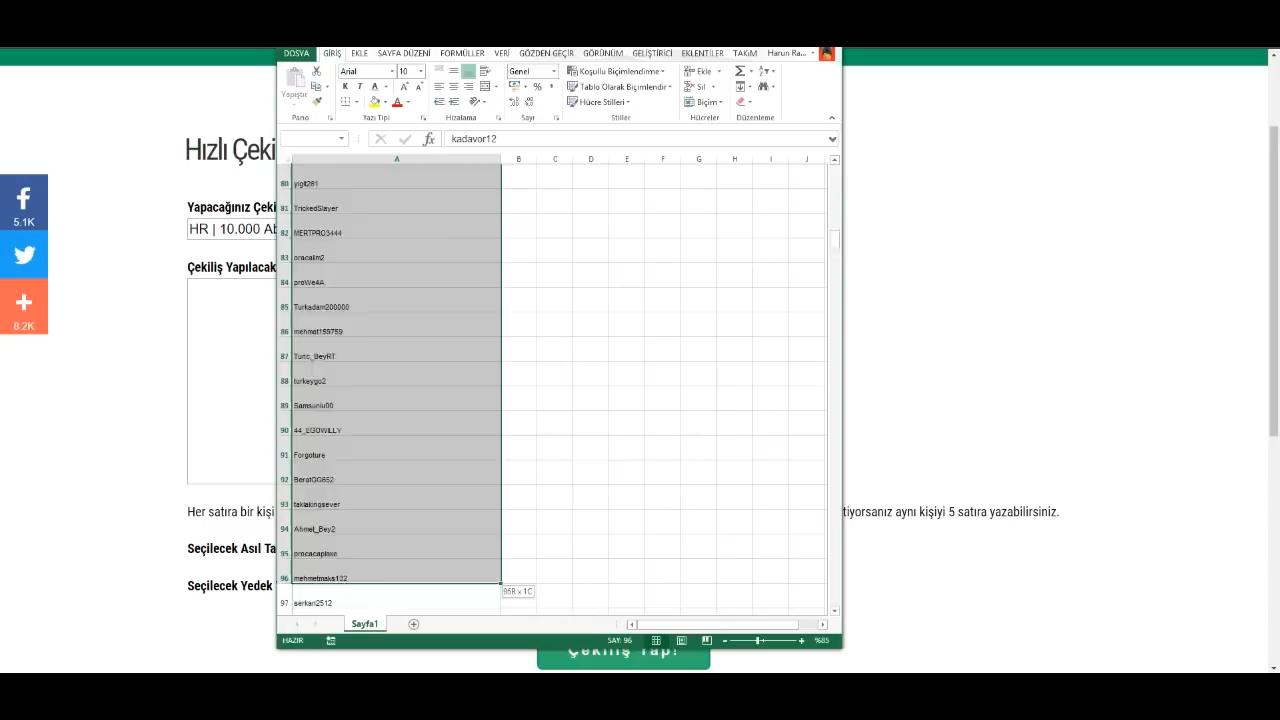 DOSYA GİRİŞ EKLE SAYFA DÜZENİ FORMÜLLER VERİ GÖZDEN GEÇİR GÖRÜNÜM GELİŞTİRİCİ EKLENTİLER TAKIM Harun Ra...
Yapıştır
Arial 10
K T A
Genel
% 
Koşullu Biçimlendirme
Tablo Olarak Biçimlendir
Hücre Stilleri
Ekle
Sil
Biçim
Pano Yazı Tipi Hizalama Sayı Stiller Hücreler Düzenleme
fx kadavor12
A B C D E F G H I J
80 yigit281
81 TrickedSlayer
82 MERTPRO3444
83 oracalim2
84 proWe4A
85 Turkadam200000
86 mehmat159759
87 Tunc_BeyRT
88 turkeygo2
89 Samsunlu00
90 44_EGOWILLY
91 Forgoture
92 BeratGG652
93 taklakingsever
94 Ahmet_Bey2
95
96 mehmetmaks132
95R x 1C
97 serkan2512
Sayfa1
HAZIR SAY: 96 %85
Hızlı Çeki
Yapacağınız Çeki
HR | 10.000 Ab
Çekiliş Yapılacak
Her satıra bir kişi
tiyorsanız aynı kişiyi 5 satıra yazabilirsiniz.
Seçilecek Asıl Ta
Seçilecek Yedek
Çekiliş Yap!
f
5.1K
8.2K